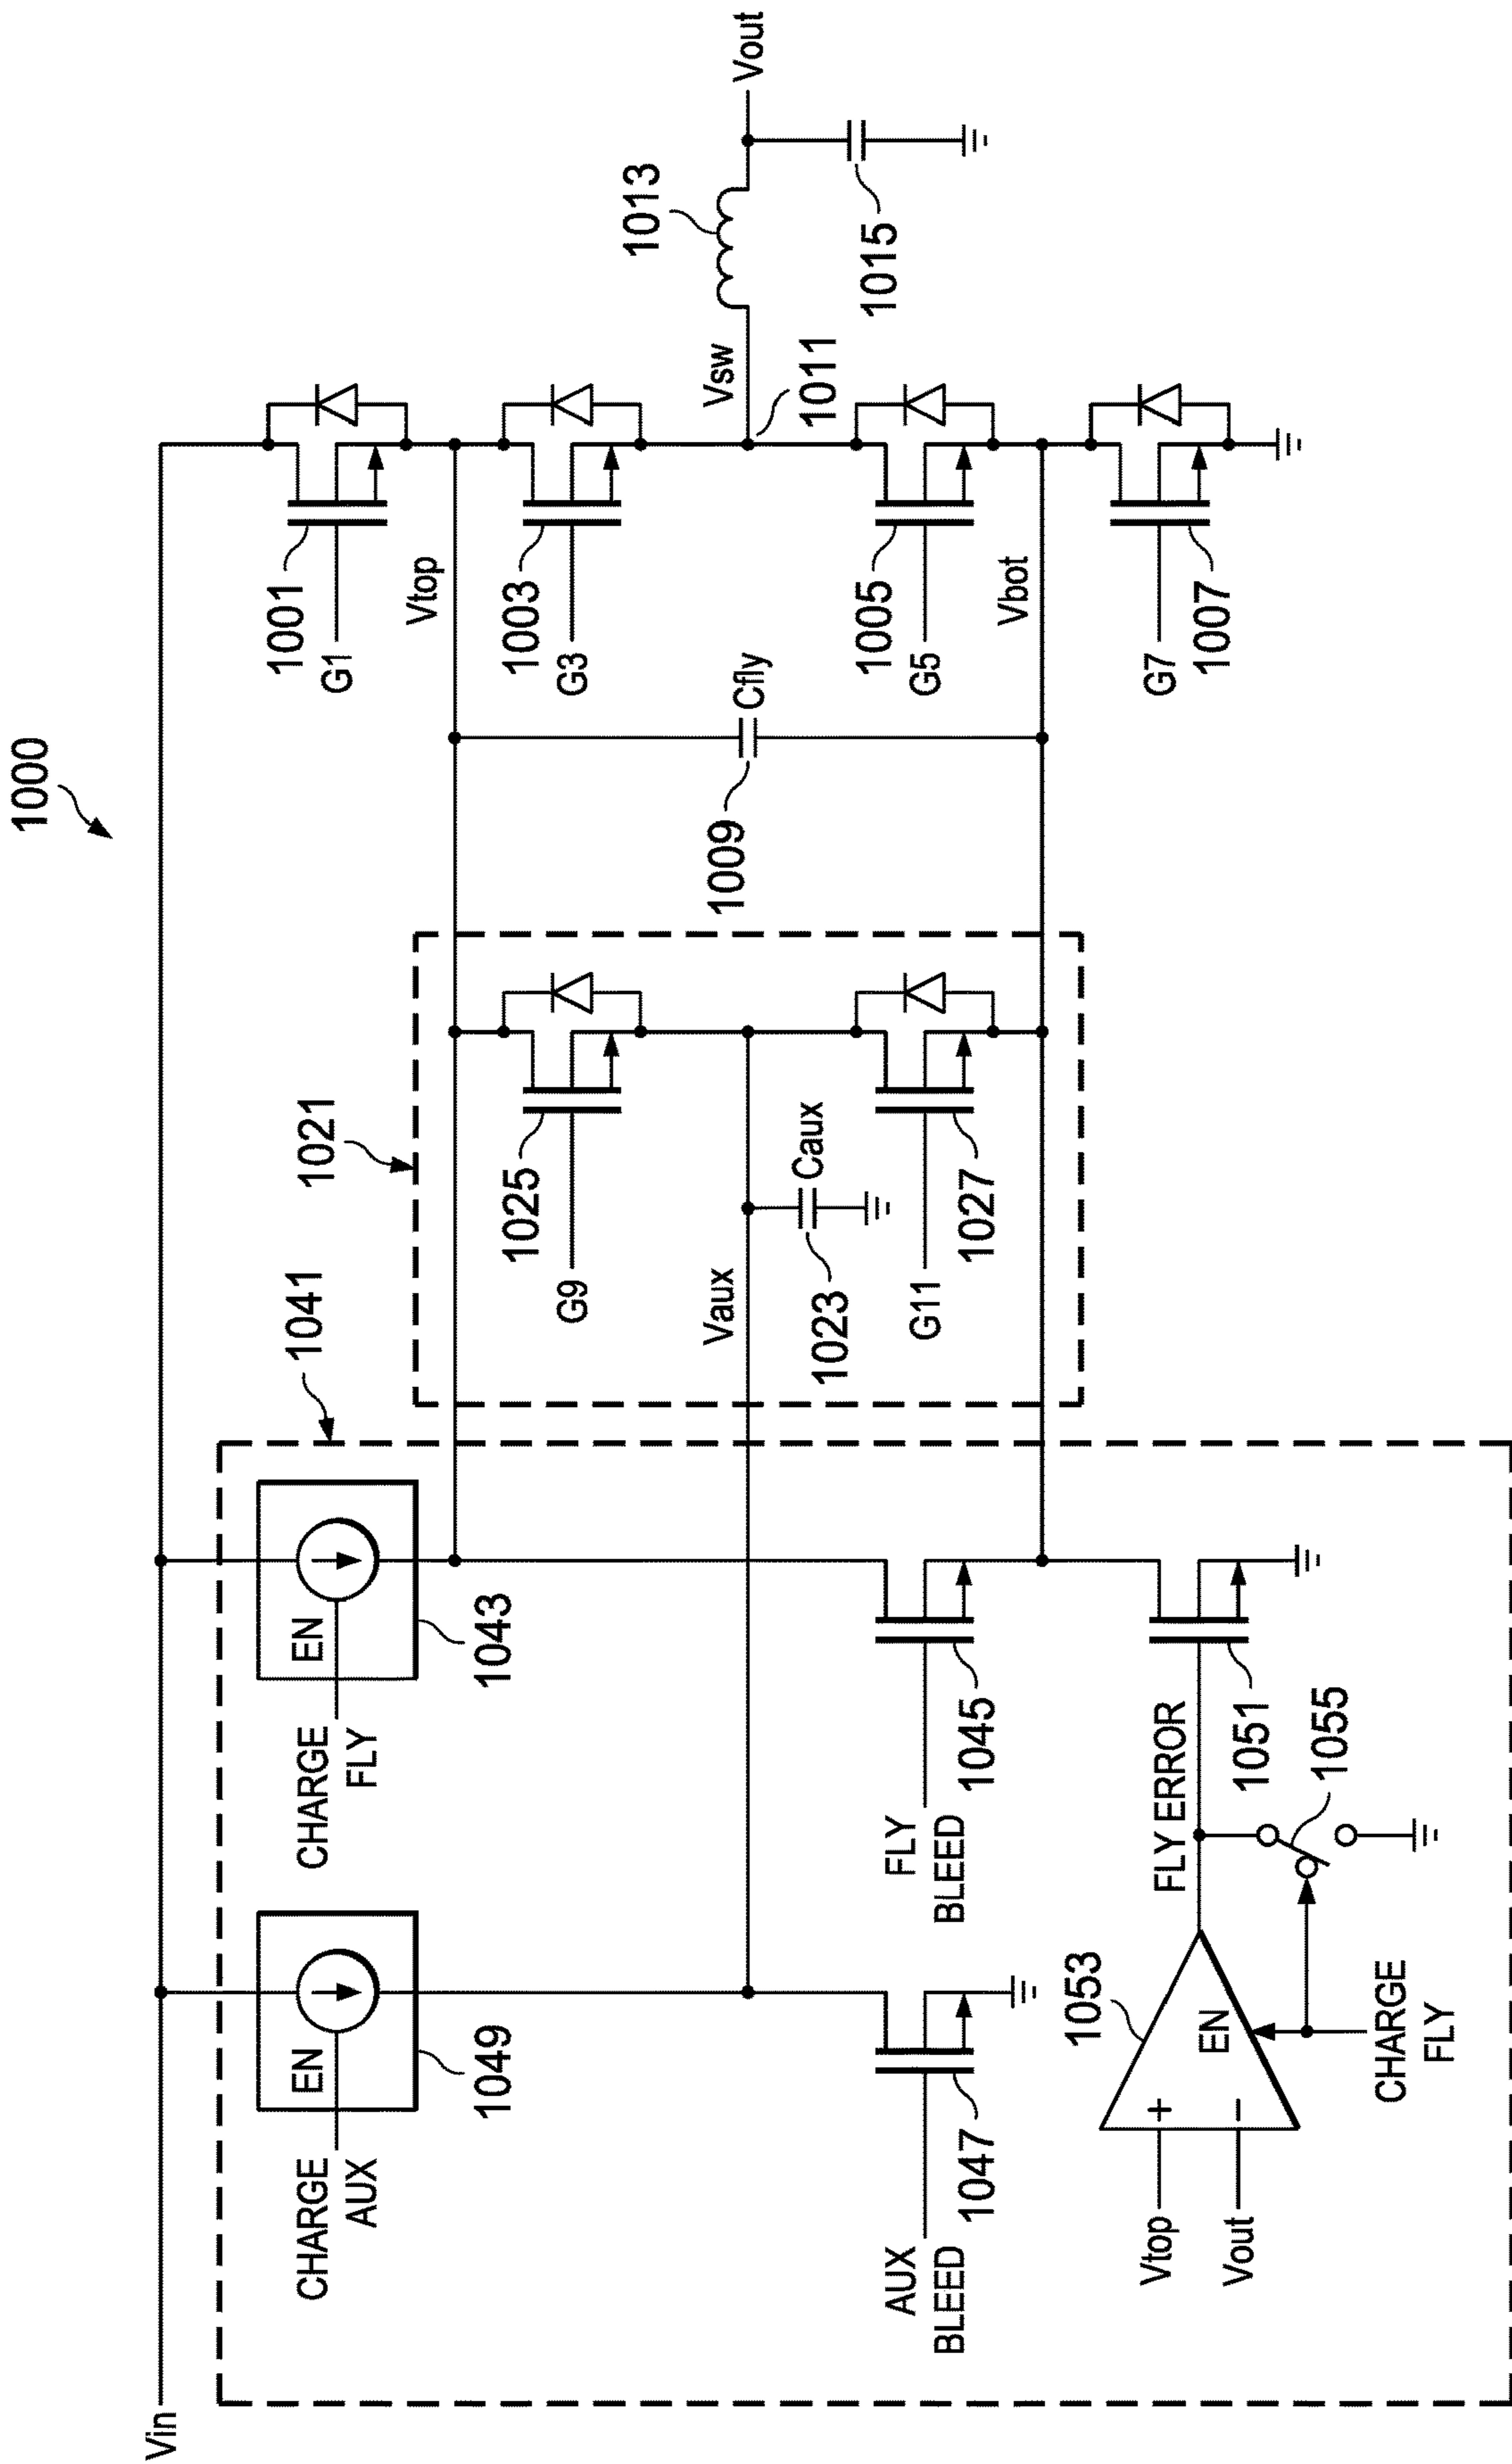 1000
Vin
1041
1021
CHARGE
AUX
EN
1049
CHARGE
FLY
EN
1043
1001
G1
Vtop
1025
G9
1003
G3
Vaux
Caux
1023
Cfly
1009
Vsw
1011
1013
Vout
1015
AUX
BLEED
1047
FLY
BLEED
1045
G11
1027
G5
1005
Vbot
Vtop
Vout
+
−
1053
EN
CHARGE
FLY
FLY ERROR
1051
1055
G7
1007